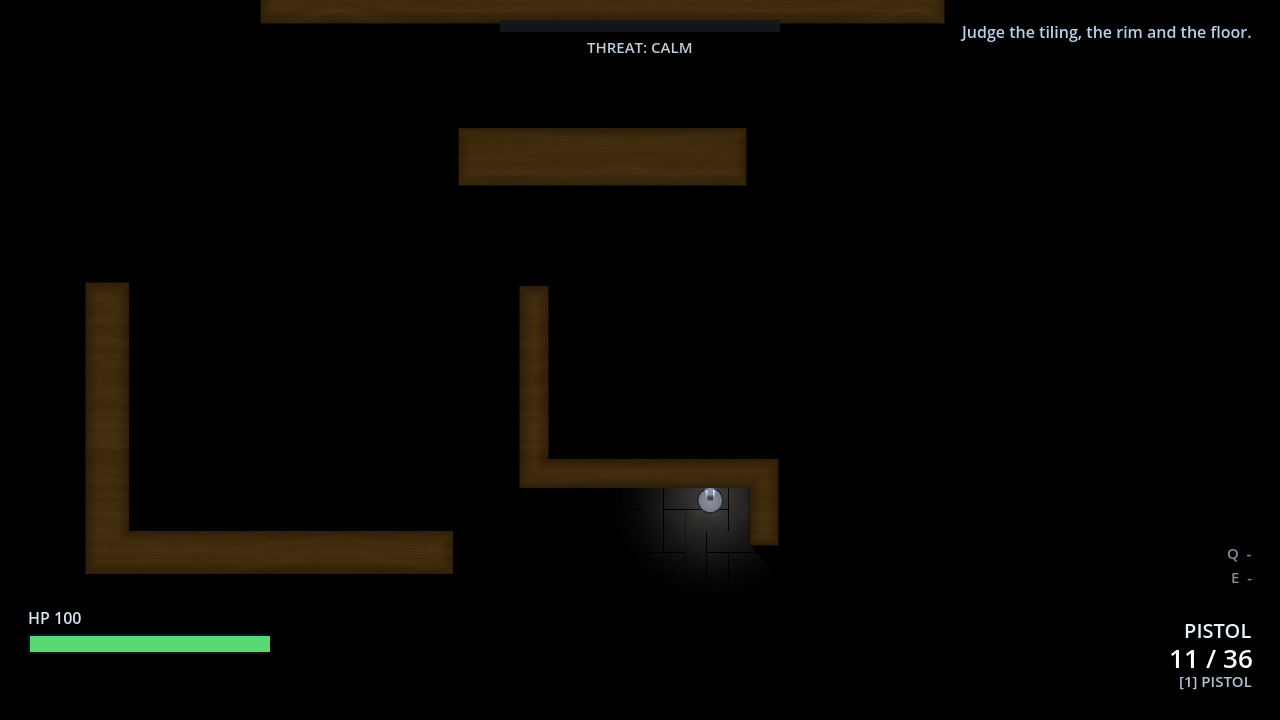 Judge the tiling, the rim and the floor.
THREAT: CALM
Q -
E -
HP 100
PISTOL
11 / 36
[1] PISTOL